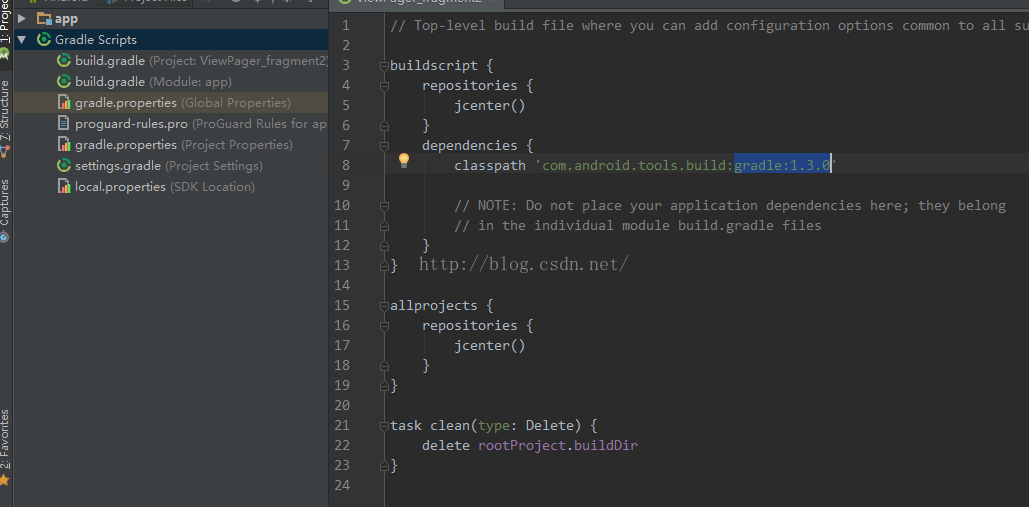 ViewPager_fragment2
app
Gradle Scripts
build.gradle (Project: ViewPager_fragment2)
build.gradle (Module: app)
gradle.properties (Global Properties)
proguard-rules.pro (ProGuard Rules for ap
gradle.properties (Project Properties)
settings.gradle (Project Settings)
local.properties (SDK Location)
1: Projec
7: Structure
Captures
2: Favorites
1 // Top-level build file where you can add configuration options common to all su
2
3 buildscript {
4 repositories {
5 jcenter()
6 }
7 dependencies {
8 classpath 'com.android.tools.build:gradle:1.3.0'
9
10 // NOTE: Do not place your application dependencies here; they belong
11 // in the individual module build.gradle files
12 }
13 } http://blog.csdn.net/
14
15 allprojects {
16 repositories {
17 jcenter()
18 }
19 }
20
21 task clean(type: Delete) {
22 delete rootProject.buildDir
23 }
24